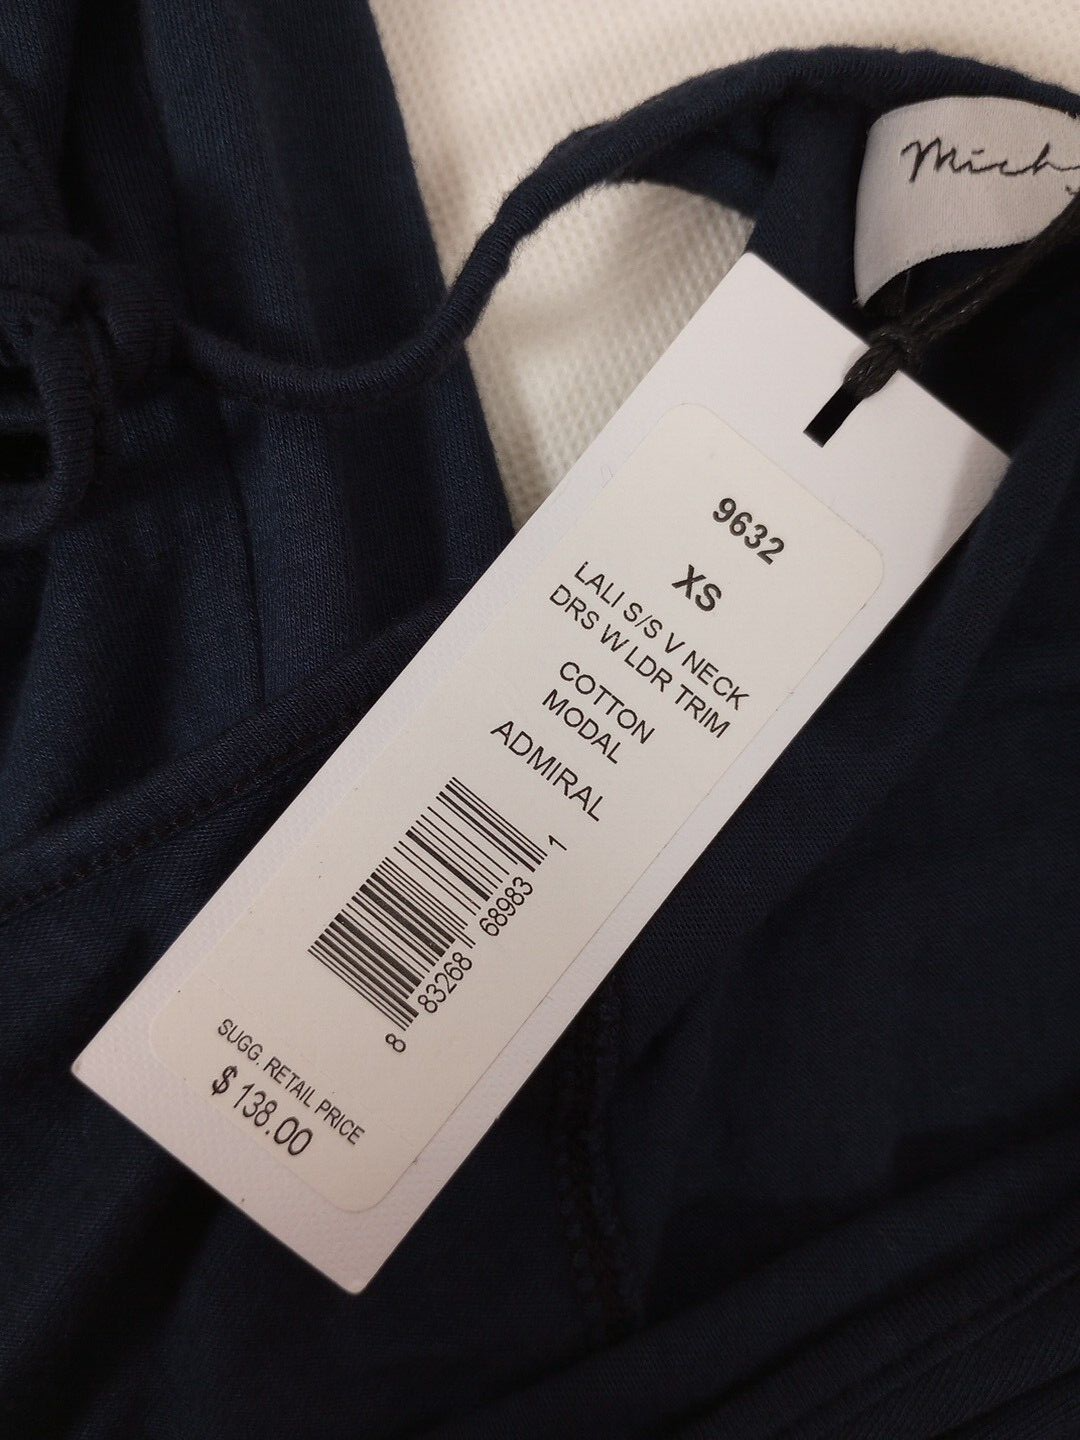 Mich
9632
XS
LALI S/S V NECK
DRS W LDR TRIM
COTTON
MODAL
ADMIRAL
8 83268 68983 1
SUGG. RETAIL PRICE
$ 138.00